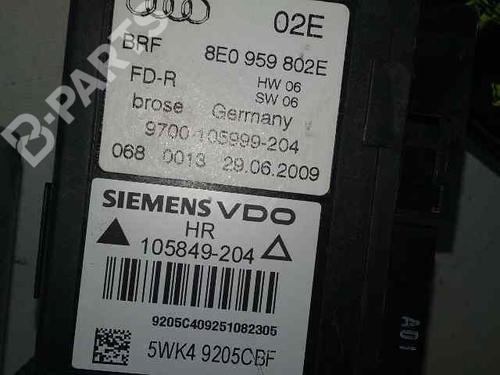 02E
BRF 8E0 959 802E
FD-R HW 06
SW 06
brose Germany
9700-105999-204
068 0013 29.06.2009
SIEMENS VDO
HR
105849-204
9205C409251082305
5WK4 9205CBF
A01
B-PARTS